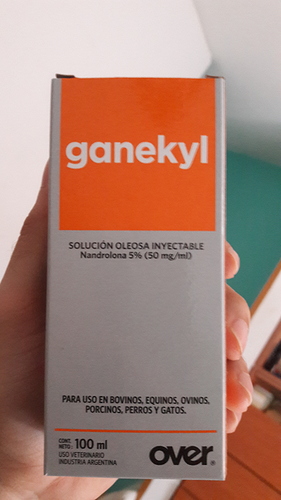 ganekyl
SOLUCIÓN OLEOSA INYECTABLE
Nandrolona 5% (50 mg/ml)
PARA USO EN BOVINOS, EQUINOS, OVINOS,
PORCINOS, PERROS Y GATOS.
CONT. NETO: 100 ml
USO VETERINARIO
INDUSTRIA ARGENTINA
over®